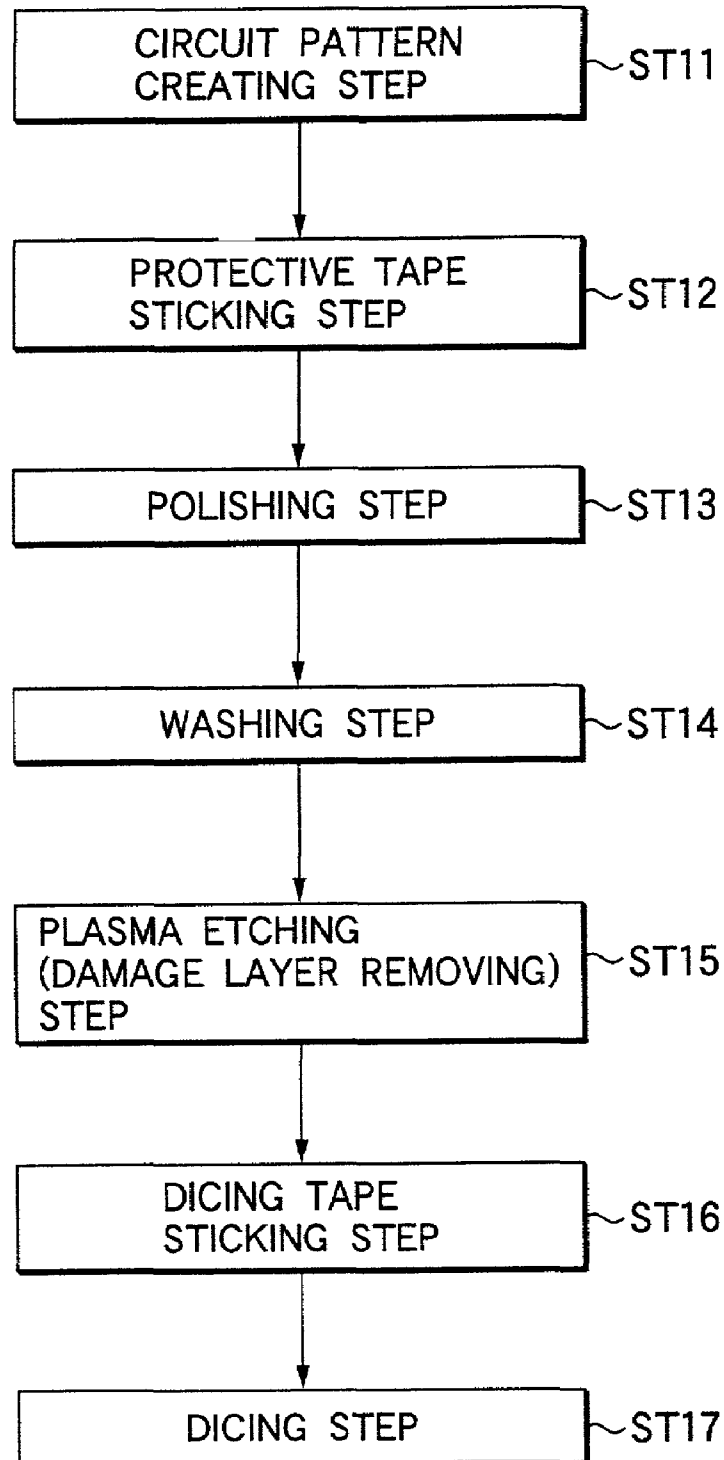 CIRCUIT PATTERN
CREATING STEP
ST11
PROTECTIVE TAPE
STICKING STEP
ST12
POLISHING STEP
ST13
WASHING STEP
ST14
PLASMA ETCHING
(DAMAGE LAYER REMOVING)
STEP
ST15
DICING TAPE
STICKING STEP
ST16
DICING STEP
ST17